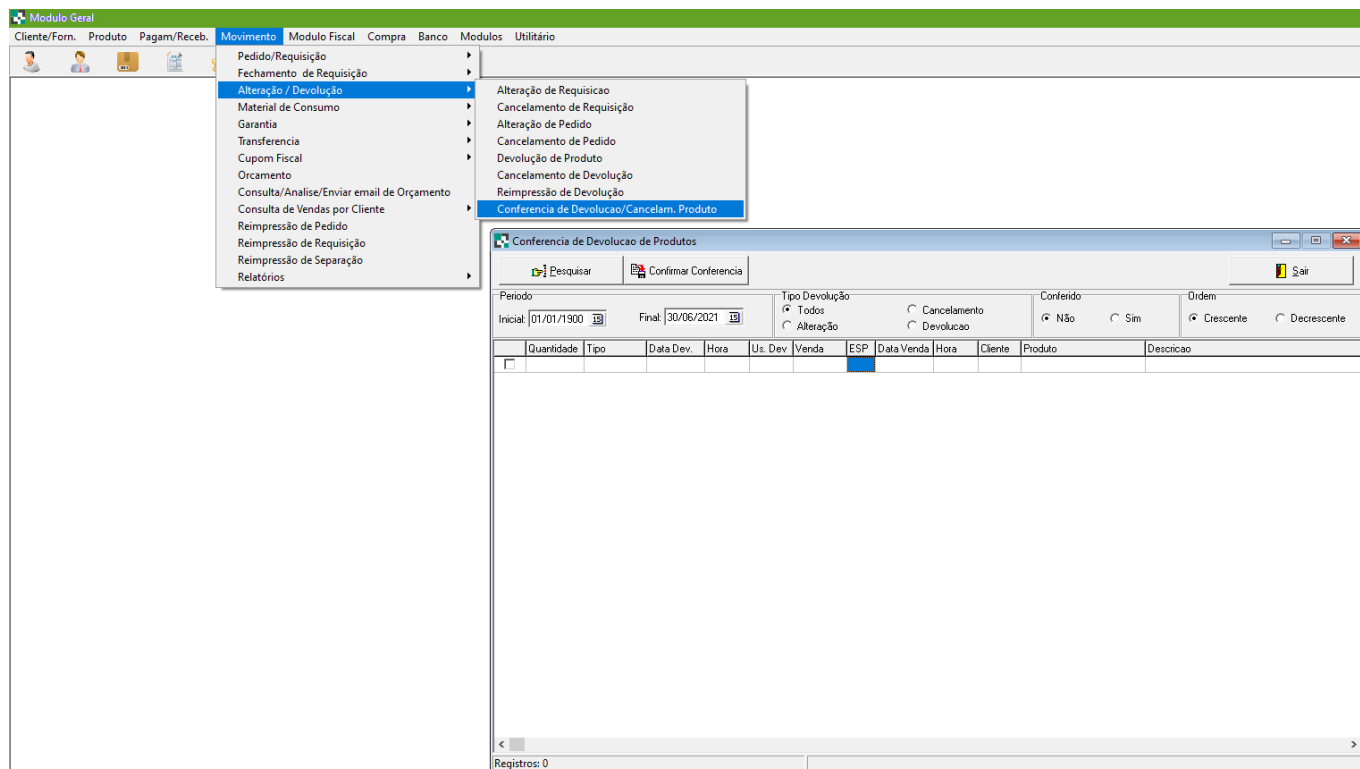 Modulo Geral
Cliente/Forn. Produto Pagam/Receb. Movimento Modulo Fiscal Compra Banco Modulos Utilitário
Pedido/Requisição
Fechamento de Requisição
Alteração / Devolução
Material de Consumo
Garantia
Transferencia
Cupom Fiscal
Orcamento
Consulta/Analise/Enviar email de Orçamento
Consulta de Vendas por Cliente
Reimpressão de Pedido
Reimpressão de Requisição
Reimpressão de Separação
Relatórios
Alteração de Requisicao
Cancelamento de Requisição
Alteração de Pedido
Cancelamento de Pedido
Devolução de Produto
Cancelamento de Devolução
Reimpressão de Devolução
Conferencia de Devolucao/Cancelam. Produto
Conferencia de Devolucao de Produtos
Pesquisar Confirmar Conferencia Sair
Periodo Tipo Devolução Conferido Ordem
Inicial: 01/01/1900 15 Final: 30/06/2021 15 Todos Cancelamento Não Sim Crescente Decrescente
Alteração Devolucao
Quantidade Tipo Data Dev. Hora Us. Dev Venda ESP Data Venda Hora Cliente Produto Descricao
Registros: 0